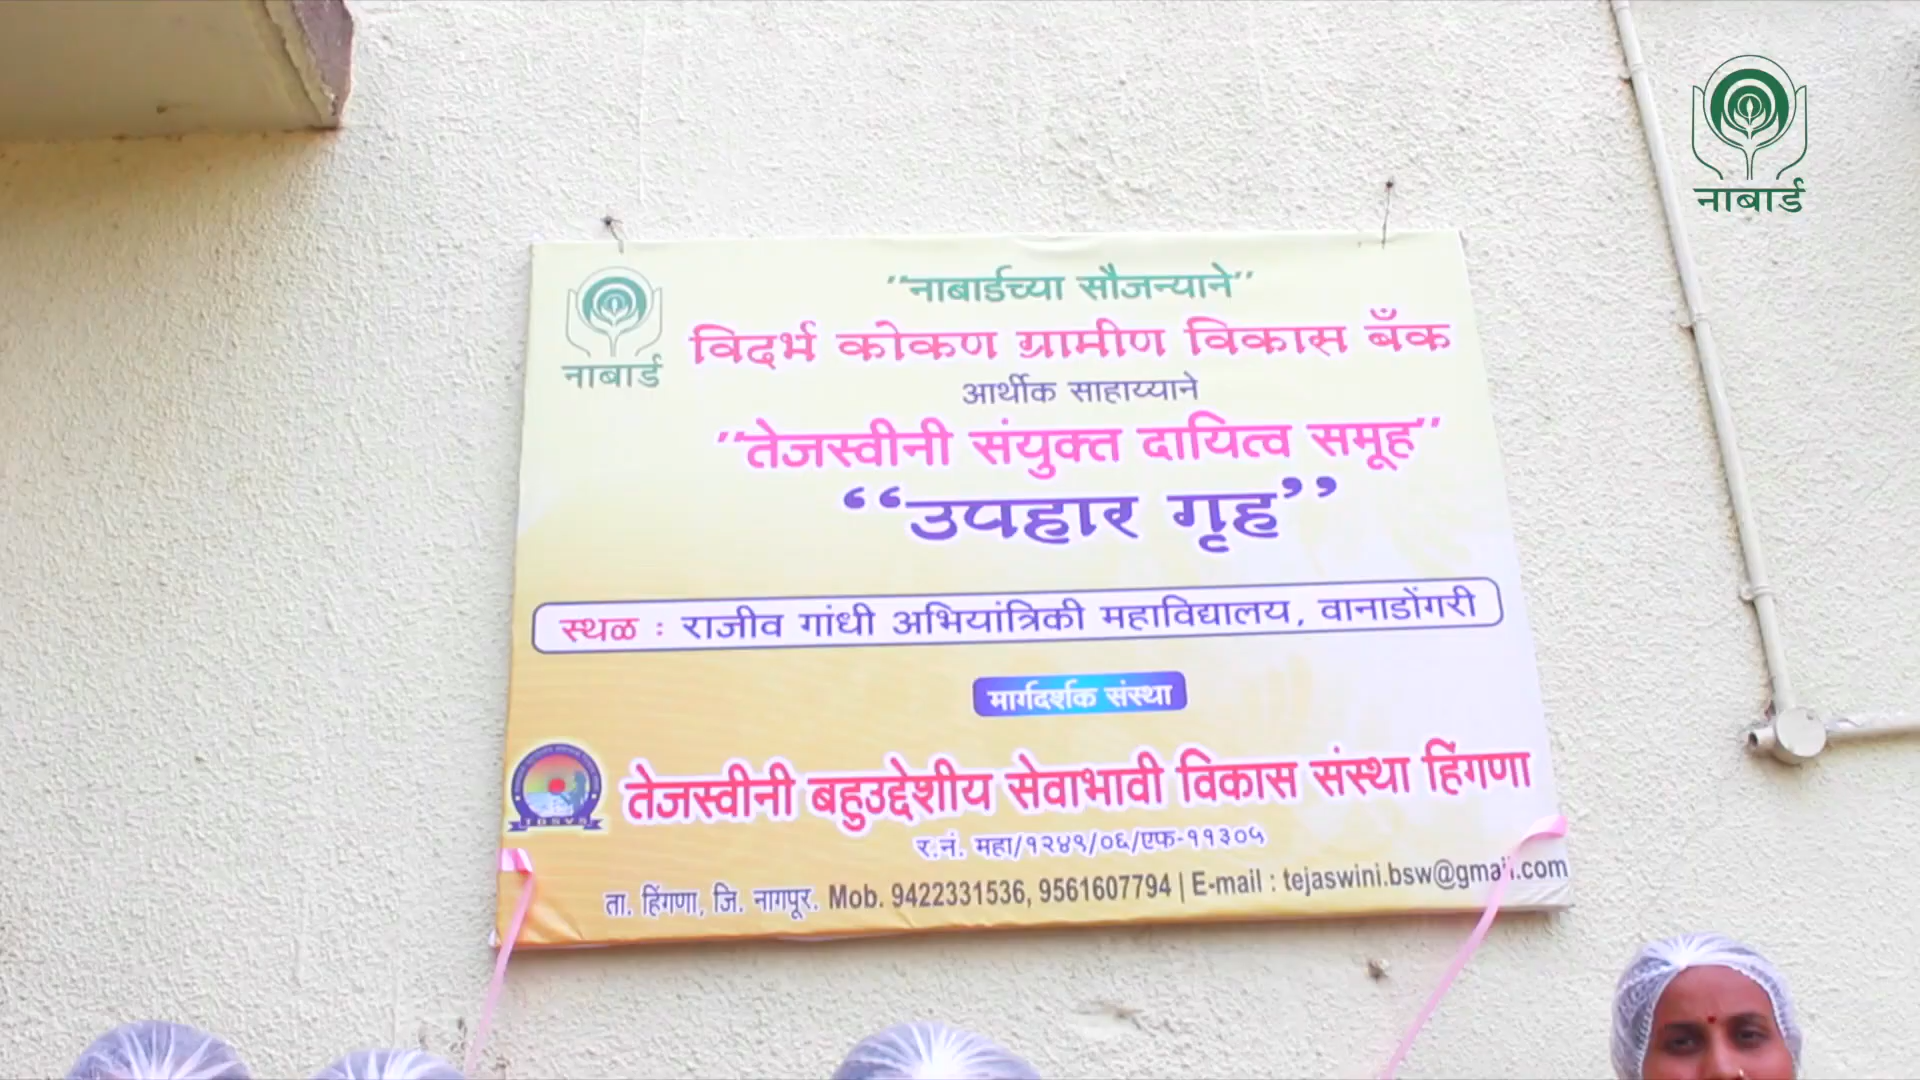 नाबार्ड
"नाबार्डच्या सौजन्याने"
विदर्भ कोकण ग्रामीण विकास बँक
नाबार्ड
आर्थीक साहाय्याने
"तेजस्वीनी संयुक्त दायित्व समूह"
“उपहार गृह”
स्थळ : राजीव गांधी अभियांत्रिकी महाविद्यालय, वानाडोंगरी
मार्गदर्शक संस्था
तेजस्वीनी बहुउद्देशीय सेवाभावी विकास संस्था हिंगणा
T D S V S
र.नं. महा/१२४९/०६/एफ-११३०५
ता. हिंगणा, जि. नागपूर. Mob. 9422331536, 9561607794 | E-mail : tejaswini.bsw@gmail.com